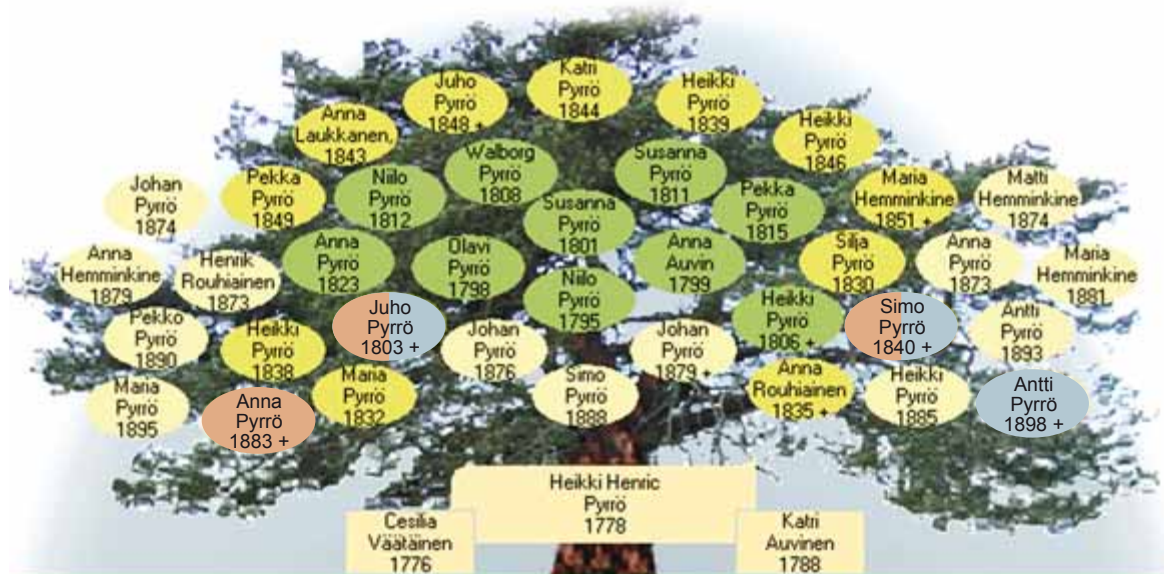 Katri
Pyrrö
1844
Juho
Pyrrö
1848 +
Heikki
Pyrrö
1839
Anna
Laukkanen,
1843
Heikki
Pyrrö
1846
Walborg
Pyrrö
1808
Susanna
Pyrrö
1811
Johan
Pyrrö
1874
Pekka
Pyrrö
1849
Niilo
Pyrrö
1812
Susanna
Pyrrö
1801
Pekka
Pyrrö
1815
Maria
Hemminkine
1851 +
Matti
Hemminkine
1874
Anna
Hemminkine
1879
Henrik
Rouhiainen
1873
Anna
Pyrrö
1823
Olavi
Pyrrö
1798
Anna
Auvin
1799
Silja
Pyrrö
1830
Anna
Pyrrö
1873
Maria
Hemminkine
1881
Niilo
Pyrrö
1795
Pekko
Pyrrö
1890
Heikki
Pyrrö
1838
Juho
Pyrrö
1803 +
Johan
Pyrrö
1876
Johan
Pyrrö
1879 +
Heikki
Pyrrö
1806 +
Simo
Pyrrö
1840 +
Antti
Pyrrö
1893
Maria
Pyrrö
1895
Anna
Pyrrö
1883 +
Maria
Pyrrö
1832
Simo
Pyrrö
1888
Anna
Rouhiainen
1835 +
Heikki
Pyrrö
1885
Antti
Pyrrö
1898 +
Heikki Henric
Pyrrö
1778
Cesilia
Väätäinen
1776
Katri
Auvinen
1788